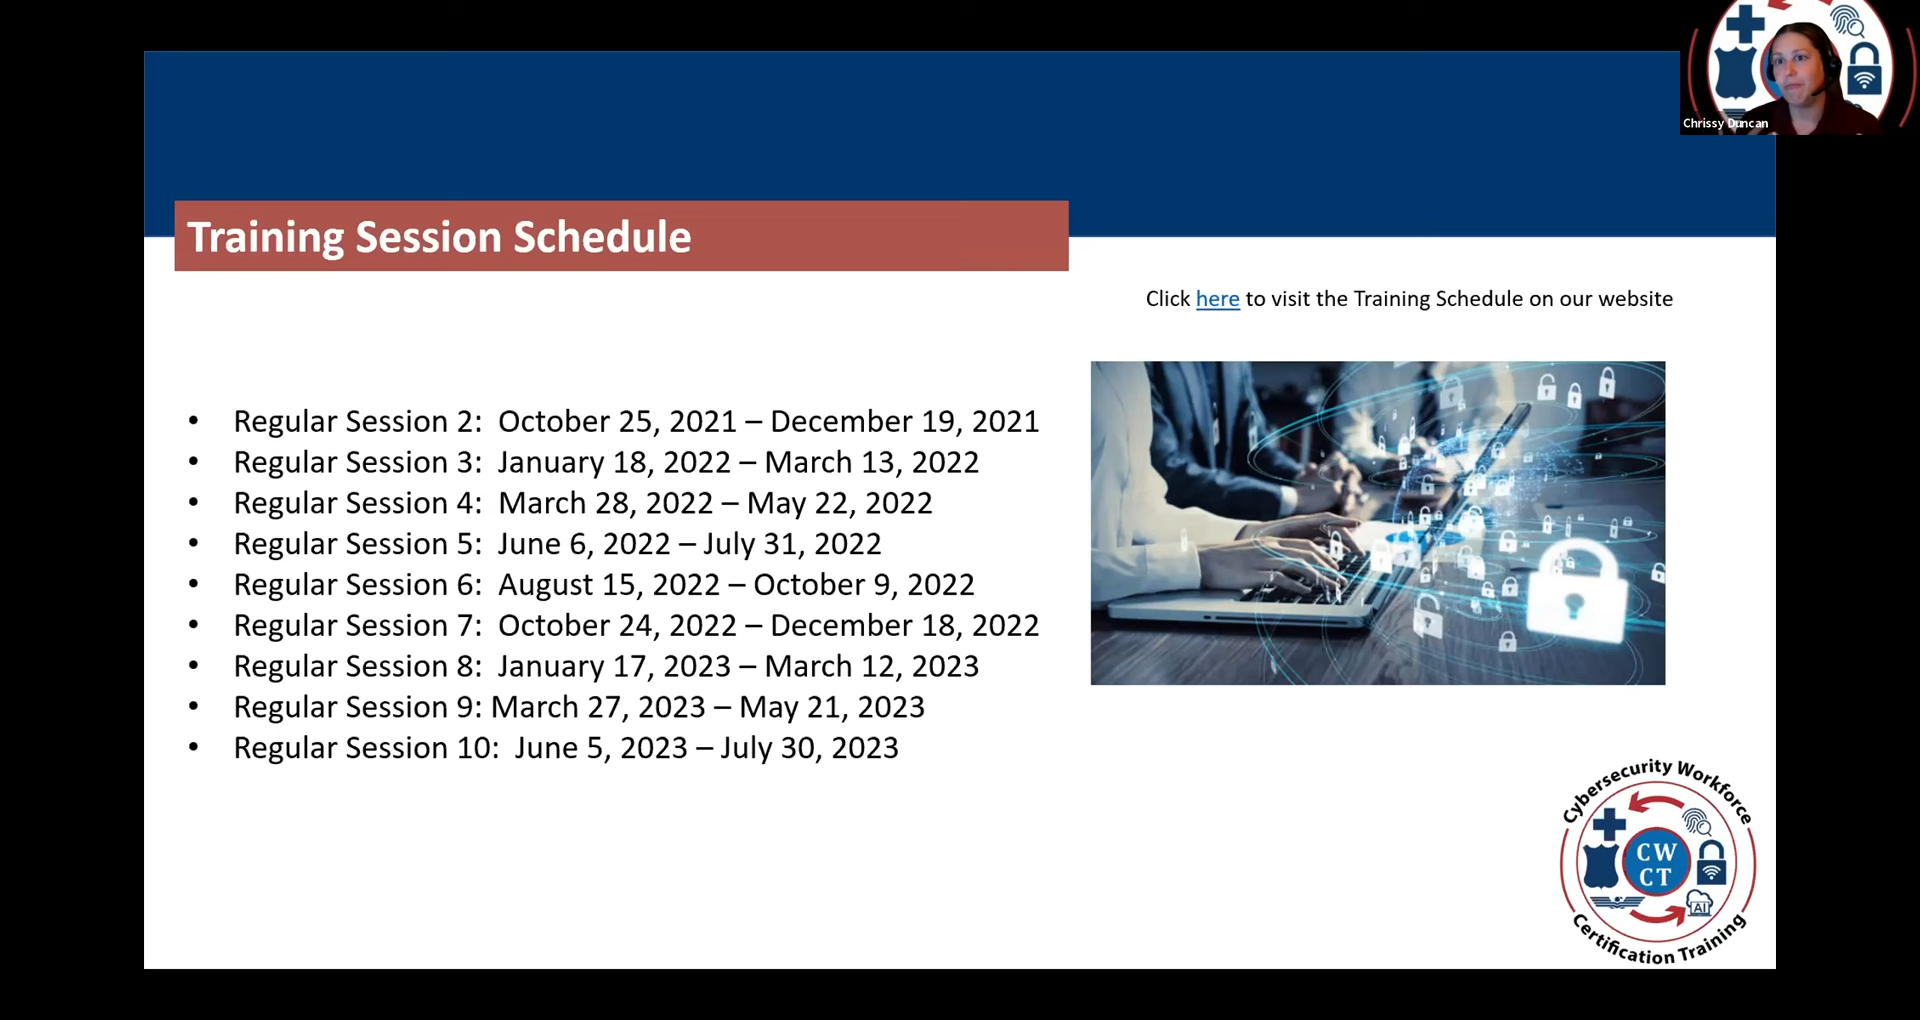 Chrissy Duncan
Training Session Schedule
Click here to visit the Training Schedule on our website
• Regular Session 2: October 25, 2021 – December 19, 2021
• Regular Session 3: January 18, 2022 – March 13, 2022
• Regular Session 4: March 28, 2022 – May 22, 2022
• Regular Session 5: June 6, 2022 – July 31, 2022
• Regular Session 6: August 15, 2022 – October 9, 2022
• Regular Session 7: October 24, 2022 – December 18, 2022
• Regular Session 8: January 17, 2023 – March 12, 2023
• Regular Session 9: March 27, 2023 – May 21, 2023
• Regular Session 10: June 5, 2023 – July 30, 2023
Cybersecurity Workforce
CW
CT
AI
Certification Training